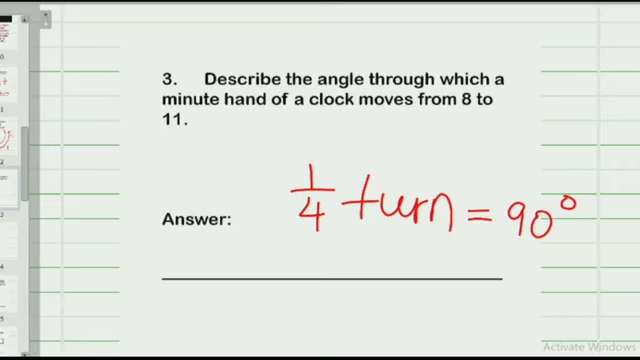 3. Describe the angle through which a
minute hand of a clock moves from 8 to
11.
Answer: 1/4 turn = 90°
Activate Windows